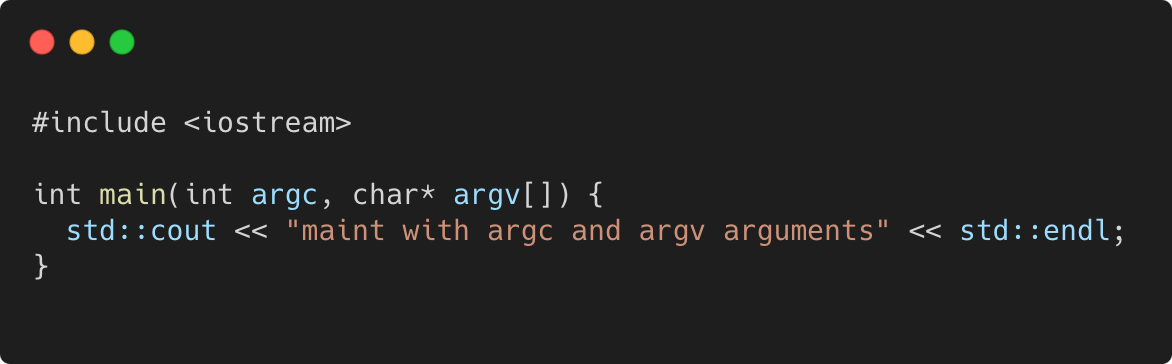 #include <iostream>
int main(int argc, char* argv[]) {
  std::cout << "maint with argc and argv arguments" << std::endl;
}